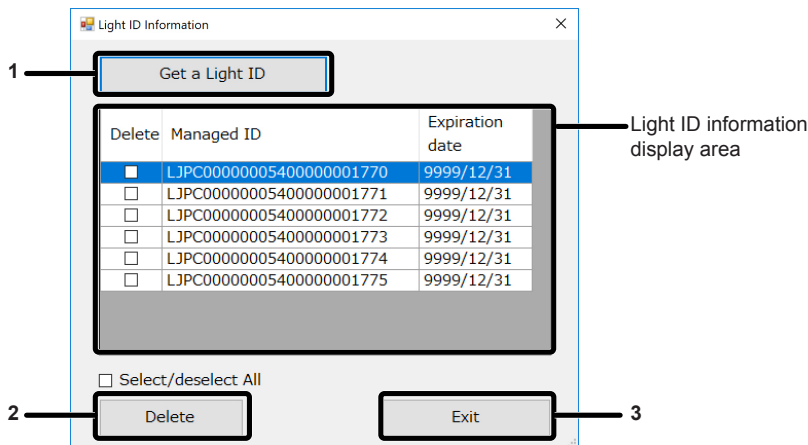 Light ID Information
1
Get a Light ID
Delete Managed ID Expiration date
LJPC00000005400000001770 9999/12/31
LJPC00000005400000001771 9999/12/31
LJPC00000005400000001772 9999/12/31
LJPC00000005400000001773 9999/12/31
LJPC00000005400000001774 9999/12/31
LJPC00000005400000001775 9999/12/31
Light ID information
display area
Select/deselect All
2
Delete
Exit
3